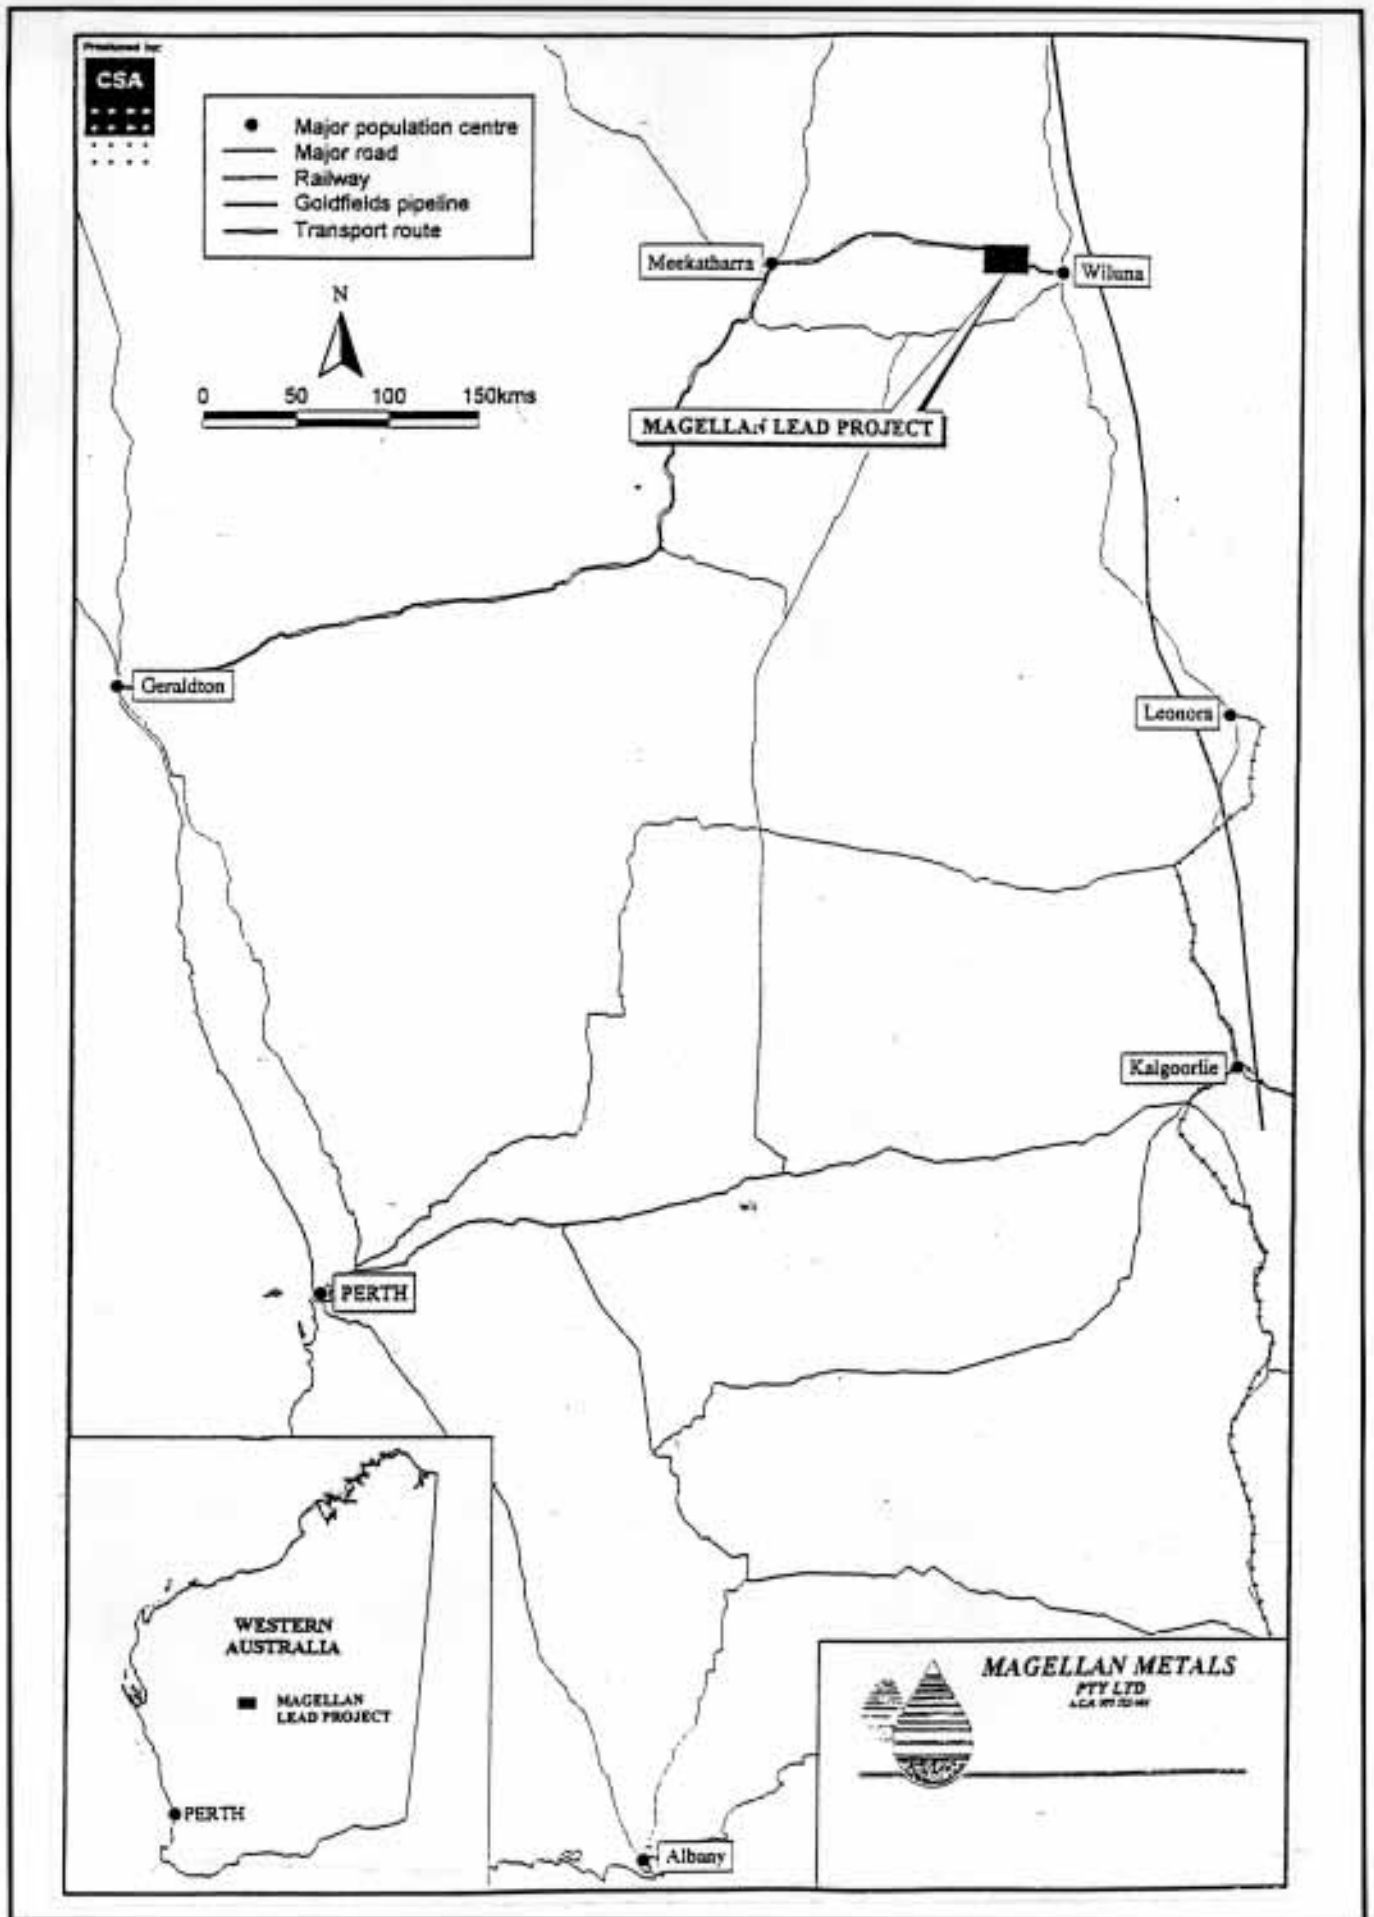 Produced by:
CSA
Major population centre
Major road
Railway
Goldfields pipeline
Transport route
N
0 50 100 150kms
Meekatharra
Wiluna
MAGELLAN LEAD PROJECT
Geraldton
Leonora
Kalgoorlie
PERTH
WESTERN
AUSTRALIA
MAGELLAN
LEAD PROJECT
PERTH
Albany
MAGELLAN METALS
PTY LTD
A.C.N.